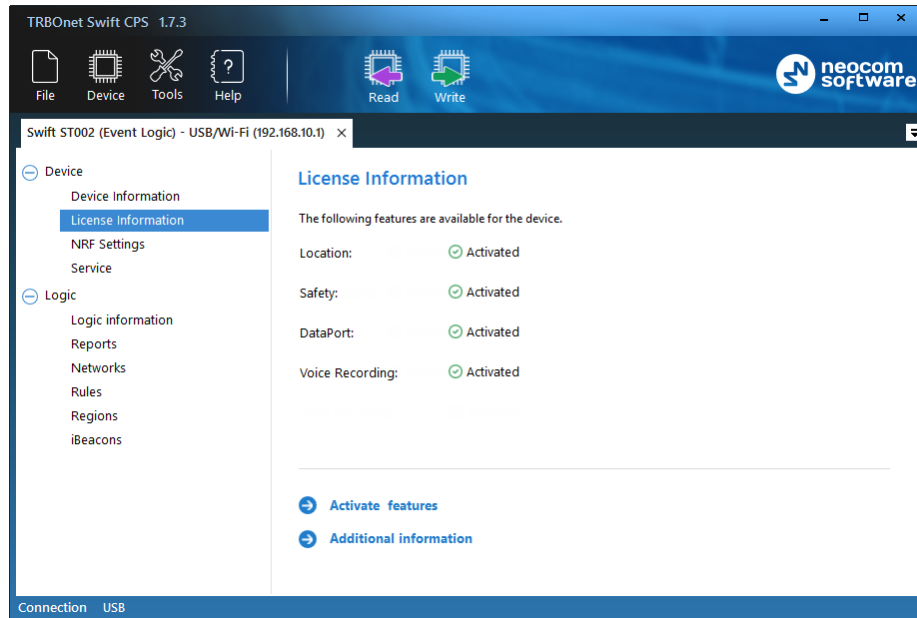 TRBOnet Swift CPS 1.7.3
File Device Tools Help Read Write
neocom
software
Swift ST002 (Event Logic) - USB/Wi-Fi (192.168.10.1) ×
Device
Device Information
License Information
NRF Settings
Service
Logic
Logic information
Reports
Networks
Rules
Regions
iBeacons
License Information
The following features are available for the device.
Location: Activated
Safety: Activated
DataPort: Activated
Voice Recording: Activated
Activate features
Additional information
Connection USB